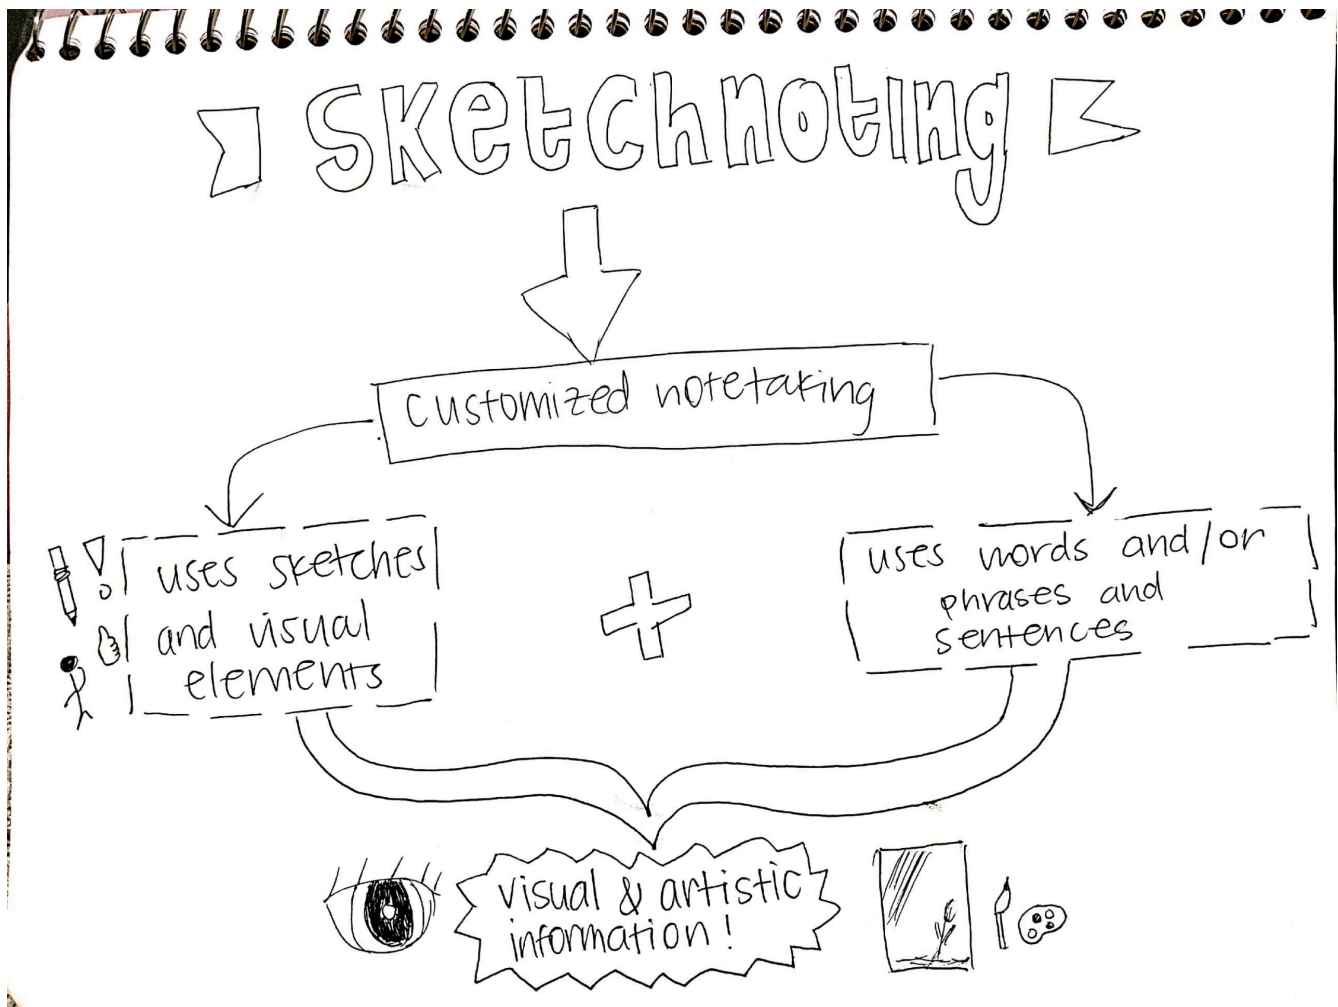 Sketchnoting
customized notetaking
uses sketches
and visual
elements
uses words and/or
phrases and
sentences
visual & artistic
information!